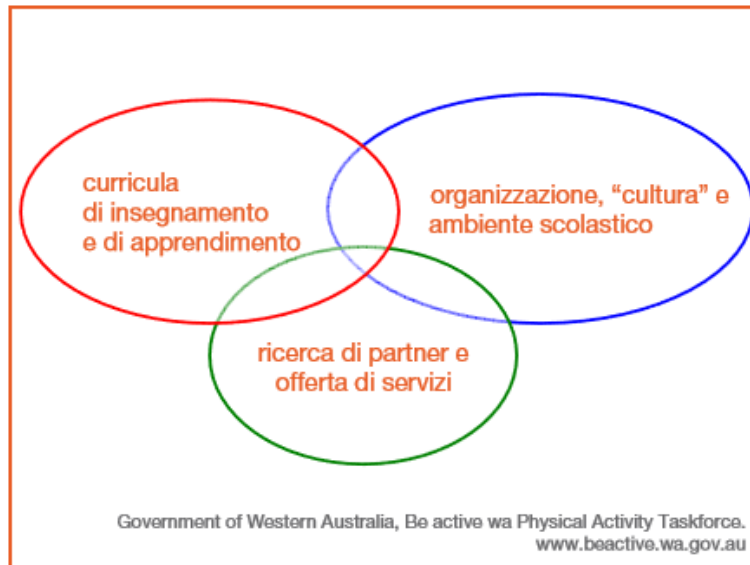 curricula
di insegnamento
e di apprendimento
organizzazione, “cultura” e
ambiente scolastico
ricerca di partner e
offerta di servizi
Government of Western Australia, Be active wa Physical Activity Taskforce.
www.beactive.wa.gov.au